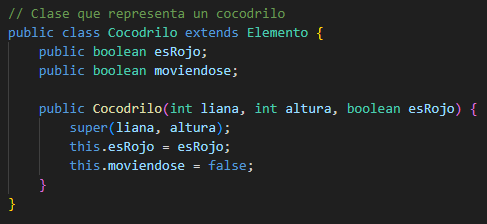 // Clase que representa un cocodrilo
public class Cocodrilo extends Elemento {
    public boolean esRojo;
    public boolean moviendose;

    public Cocodrilo(int liana, int altura, boolean esRojo) {
        super(liana, altura);
        this.esRojo = esRojo;
        this.moviendose = false;
    }
}